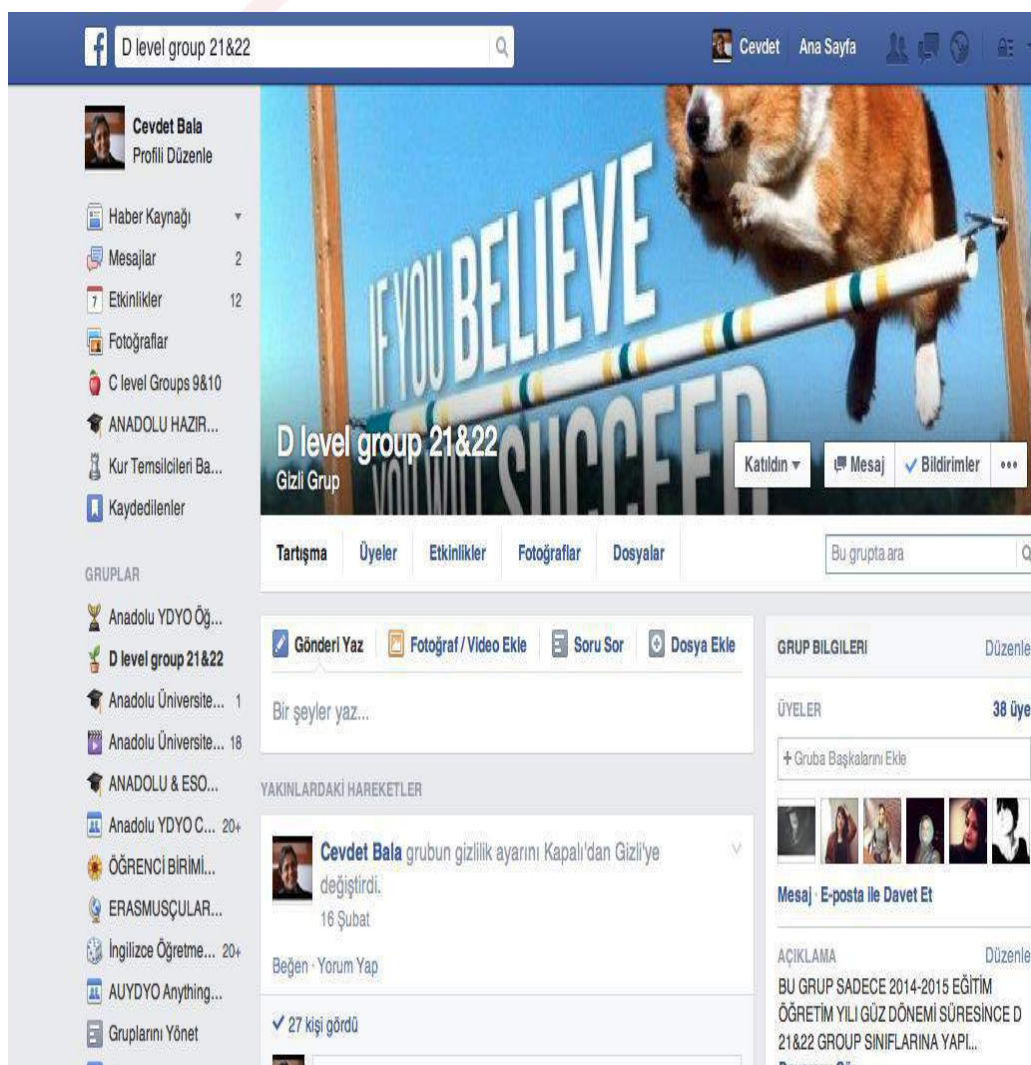 D level group 21&22
Cevdet
Ana Sayfa
Cevdet Bala
Profili Düzenle
Haber Kaynağı
Mesajlar 2
7 Etkinlikler 12
Fotoğraflar
C level Groups 9&10
ANADOLU HAZIR...
Kur Temsilcileri Ba...
Kaydedilenler
GRUPLAR
Anadolu YDYO Öğ...
D level group 21&22
Anadolu Üniversite... 1
Anadolu Üniversite... 18
ANADOLU & ESO...
Anadolu YDYO C... 20+
ÖĞRENCİ BİRİMİ...
ERASMUSÇULAR...
İngilizce Öğretme... 20+
AUYDYO Anything...
Gruplarını Yönet
IF YOU BELIEVE
YOU WILL SUCCEED
D level group 21&22
Gizli Grup
Katıldın
Mesaj
Bildirimler
Tartışma Üyeler Etkinlikler Fotoğraflar Dosyalar
Bu grupta ara
Gönderi Yaz Fotoğraf / Video Ekle Soru Sor Dosya Ekle
Bir şeyler yaz...
YAKINLARDAKİ HAREKETLER
Cevdet Bala grubun gizlilik ayarını Kapalı'dan Gizli'ye
değiştirdi.
16 Şubat
Beğen · Yorum Yap
27 kişi gördü
GRUP BILGILERI Düzenle
ÜYELER 38 üye
+ Gruba Başkalarını Ekle
Mesaj · E-posta ile Davet Et
AÇIKLAMA Düzenle
BU GRUP SADECE 2014-2015 EĞİTİM
ÖĞRETİM YILI GÜZ DÖNEMİ SÜRESİNCE D
21&22 GROUP SINIFLARINA YAPI...